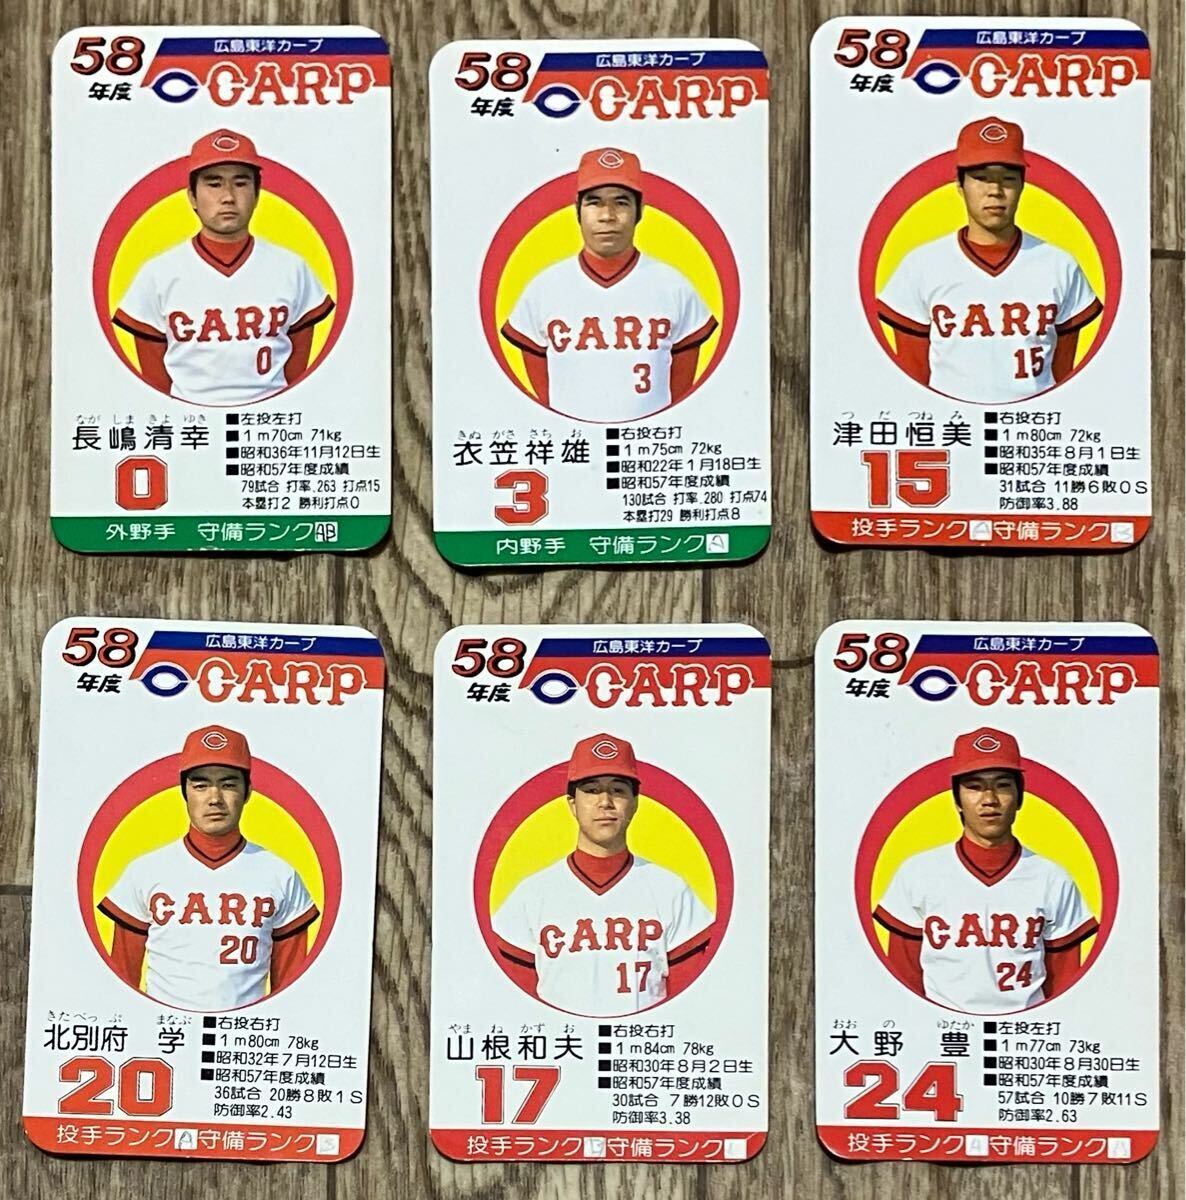 58
年度
広島東洋カープ
CARP
CARP
0
ながしまきよゆき
長嶋清幸
0
■左投左打
■1m70cm 71kg
■昭和36年11月12日生
■昭和57年度成績
79試合 打率.263 打点15
本塁打2 勝利打点0
外野手 守備ランクAB
58
年度
広島東洋カープ
CARP
CARP
3
きぬがささちお
衣笠祥雄
3
■右投右打
■1m75cm 72kg
■昭和22年1月18日生
■昭和57年度成績
130試合 打率.280 打点74
本塁打29 勝利打点8
内野手 守備ランクA
58
年度
広島東洋カープ
CARP
CARP
15
つだつねみ
津田恒美
15
■右投右打
■1m80cm 72kg
■昭和35年8月1日生
■昭和57年度成績
31試合 11勝6敗0S
防御率3.88
投手ランクA守備ランクB
58
年度
広島東洋カープ
CARP
CARP
20
きたべっぷ まなぶ
北別府 学
20
■右投右打
■1m80cm 78kg
■昭和32年7月12日生
■昭和57年度成績
36試合 20勝8敗1S
防御率2.43
投手ランクA守備ランク
58
年度
広島東洋カープ
CARP
CARP
17
やまねかずお
山根和夫
17
■右投右打
■1m84cm 78kg
■昭和30年8月2日生
■昭和57年度成績
30試合 7勝12敗0S
防御率3.38
投手ランクB守備ランク
58
年度
広島東洋カープ
CARP
CARP
24
おおの ゆたか
大野 豊
24
■左投左打
■1m77cm 73kg
■昭和30年8月30日生
■昭和57年度成績
57試合 10勝7敗11S
防御率2.63
投手ランクA守備ランクA